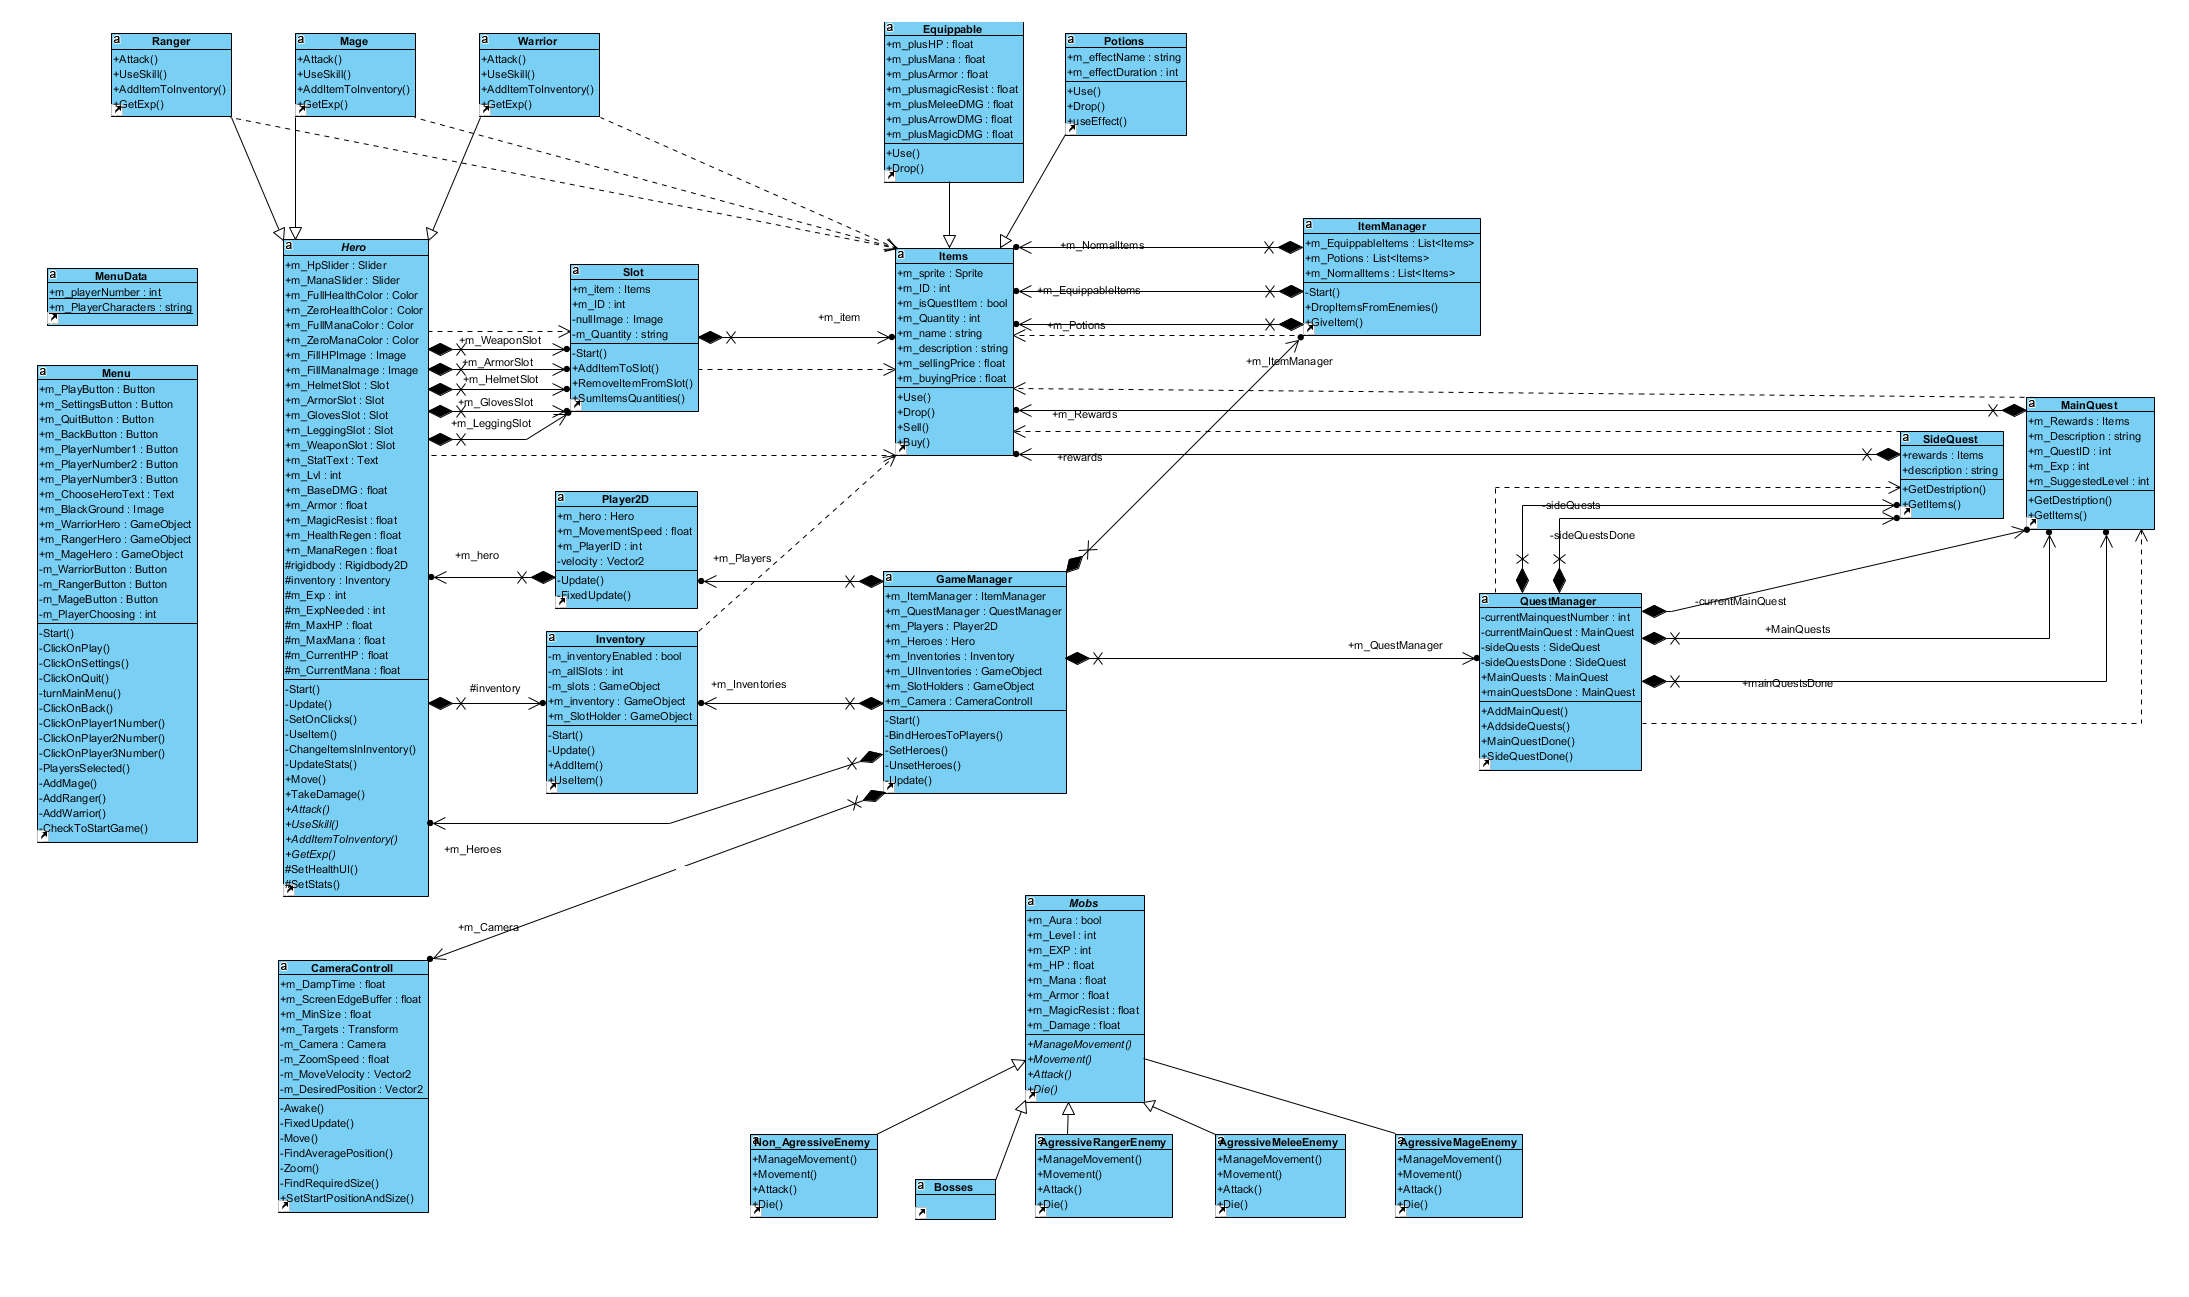 Ranger
+Attack()
+UseSkill()
+AddItemToInventory()
+GetExp()
Mage
+Attack()
+UseSkill()
+AddItemToInventory()
+GetExp()
Warrior
+Attack()
+UseSkill()
+AddItemToInventory()
+GetExp()
Equippable
+m_plusHP : float
+m_plusMana : float
+m_plusArmor : float
+m_plusmagicResist : float
+m_plusMeleeDMG : float
+m_plusArrowDMG : float
+m_plusMagicDMG : float
+Use()
+Drop()
Potions
+m_effectName : string
+m_effectDuration : int
+Use()
+Drop()
+useEffect()
MenuData
+m_playerNumber : int
+m_PlayerCharacters : string
Menu
+m_PlayButton : Button
+m_SettingsButton : Button
+m_QuitButton : Button
+m_BackButton : Button
+m_PlayerNumber1 : Button
+m_PlayerNumber2 : Button
+m_PlayerNumber3 : Button
+m_ChooseHeroText : Text
+m_BlackGround : Image
+m_WarriorHero : GameObject
+m_RangerHero : GameObject
+m_MageHero : GameObject
-m_WarriorButton : Button
-m_RangerButton : Button
-m_MageButton : Button
-m_PlayerChoosing : int
-Start()
-ClickOnPlay()
-ClickOnSettings()
-ClickOnQuit()
-turnMainMenu()
-ClickOnBack()
-ClickOnPlayer1Number()
-ClickOnPlayer2Number()
-ClickOnPlayer3Number()
-PlayersSelected()
-AddMage()
-AddRanger()
-AddWarrior()
-CheckToStartGame()
Hero
+m_HpSlider : Slider
+m_ManaSlider : Slider
+m_FullHealthColor : Color
+m_ZeroHealthColor : Color
+m_FullManaColor : Color
+m_ZeroManaColor : Color
+m_FillHPImage : Image
+m_FillManaImage : Image
+m_HelmetSlot : Slot
+m_ArmorSlot : Slot
+m_GlovesSlot : Slot
+m_LeggingSlot : Slot
+m_WeaponSlot : Slot
+m_StatText : Text
+m_Lvl : int
+m_BaseDMG : float
+m_Armor : float
+m_MagicResist : float
+m_HealthRegen : float
+m_ManaRegen : float
#rigidbody : Rigidbody2D
#inventory : Inventory
#m_Exp : int
#m_ExpNeeded : int
#m_MaxHP : float
#m_MaxMana : float
#m_CurrentHP : float
#m_CurrentMana : float
-Start()
-Update()
-SetOnClicks()
-UseItem()
-ChangeItemsInInventory()
-UpdateStats()
+Move()
+TakeDamage()
+Attack()
+UseSkill()
+AddItemToInventory()
+GetExp()
#SetHealthUI()
#SetStats()
Slot
+m_item : Items
+m_ID : int
-nullImage : Image
-m_Quantity : string
-Start()
+AddItemToSlot()
+RemoveItemFromSlot()
+SumItemsQuantities()
+m_WeaponSlot
+m_ArmorSlot
+m_HelmetSlot
+m_GlovesSlot
+m_LeggingSlot
+m_item
Items
+m_sprite : Sprite
+m_ID : int
+m_isQuestItem : bool
+m_Quantity : int
+m_name : string
+m_description : string
+m_sellingPrice : float
+m_buyingPrice : float
+Use()
+Drop()
+Sell()
+Buy()
+m_NormalItems
+m_EquippableItems
+m_Potions
+m_ItemManager
+m_Rewards
+rewards
ItemManager
+m_EquippableItems : List<Items>
+m_Potions : List<Items>
+m_NormalItems : List<Items>
-Start()
+DropItemsFromEnemies()
+GiveItem()
MainQuest
+m_Rewards : Items
+m_Description : string
+m_QuestID : int
+m_Exp : int
+m_SuggestedLevel : int
+GetDestription()
+GetItems()
SideQuest
+rewards : Items
+description : string
+GetDestription()
+GetItems()
-sideQuests
-sideQuestsDone
Player2D
+m_hero : Hero
+m_MovementSpeed : float
+m_PlayerID : int
-velocity : Vector2
-Update()
-FixedUpdate()
+m_hero
+m_Players
Inventory
-m_inventoryEnabled : bool
-m_allSlots : int
-m_slots : GameObject
+m_inventory : GameObject
+m_SlotHolder : GameObject
-Start()
-Update()
+AddItem()
+UseItem()
#inventory
+m_Inventories
GameManager
+m_ItemManager : ItemManager
+m_QuestManager : QuestManager
+m_Players : Player2D
+m_Heroes : Hero
+m_Inventories : Inventory
+m_UIInventories : GameObject
+m_SlotHolders : GameObject
+m_Camera : CameraControll
-Start()
-BindHeroesToPlayers()
-SetHeroes()
-UnsetHeroes()
-Update()
+m_QuestManager
QuestManager
-currentMainquestNumber : int
-currentMainQuest : MainQuest
-sideQuests : SideQuest
-sideQuestsDone : SideQuest
+MainQuests : MainQuest
+mainQuestsDone : MainQuest
+AddMainQuest()
+AddsideQuests()
+MainQuestDone()
+SideQuestDone()
-currentMainQuest
+MainQuests
+mainQuestsDone
+m_Heroes
+m_Camera
CameraControll
+m_DampTime : float
+m_ScreenEdgeBuffer : float
+m_MinSize : float
+m_Targets : Transform
-m_Camera : Camera
-m_ZoomSpeed : float
-m_MoveVelocity : Vector2
-m_DesiredPosition : Vector2
-Awake()
-FixedUpdate()
-Move()
-FindAveragePosition()
-Zoom()
-FindRequiredSize()
+SetStartPositionAndSize()
Mobs
+m_Aura : bool
+m_Level : int
+m_EXP : int
+m_HP : float
+m_Mana : float
+m_Armor : float
+m_MagicResist : float
+m_Damage : float
+ManageMovement()
+Movement()
+Attack()
+Die()
Non_AgressiveEnemy
+ManageMovement()
+Movement()
+Attack()
+Die()
Bosses
AgressiveRangerEnemy
+ManageMovement()
+Movement()
+Attack()
+Die()
AgressiveMeleeEnemy
+ManageMovement()
+Movement()
+Attack()
+Die()
AgressiveMageEnemy
+ManageMovement()
+Movement()
+Attack()
+Die()